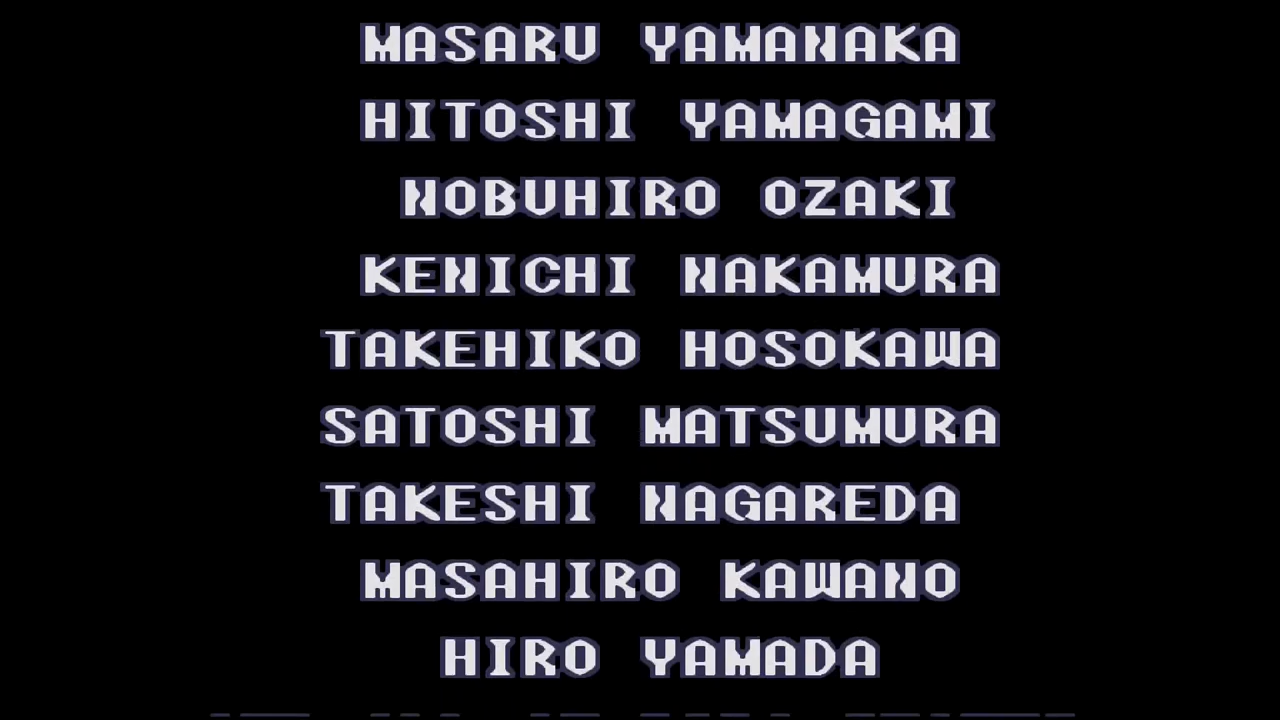 MASARU YAMANAKA
HITOSHI YAMAGAMI
NOBUHIRO OZAKI
KENICHI NAKAMURA
TAKEHIKO HOSOKAWA
SATOSHI MATSUMURA
TAKESHI NAGAREDA
MASAHIRO KAWANO
HIRO YAMADA